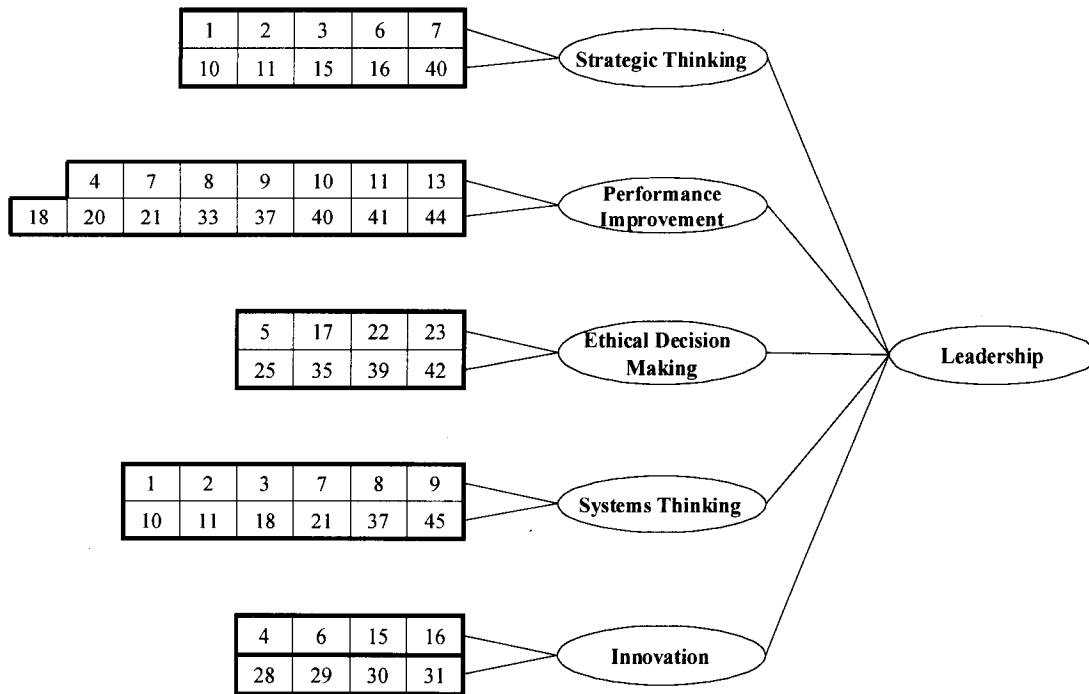 1 2 3 6 7
10 11 15 16 40
Strategic Thinking
4 7 8 9 10 11 13
18 20 21 33 37 40 41 44
Performance
Improvement
5 17 22 23
25 35 39 42
Ethical Decision
Making
Leadership
1 2 3 7 8 9
10 11 18 21 37 45
Systems Thinking
4 6 15 16
28 29 30 31
Innovation